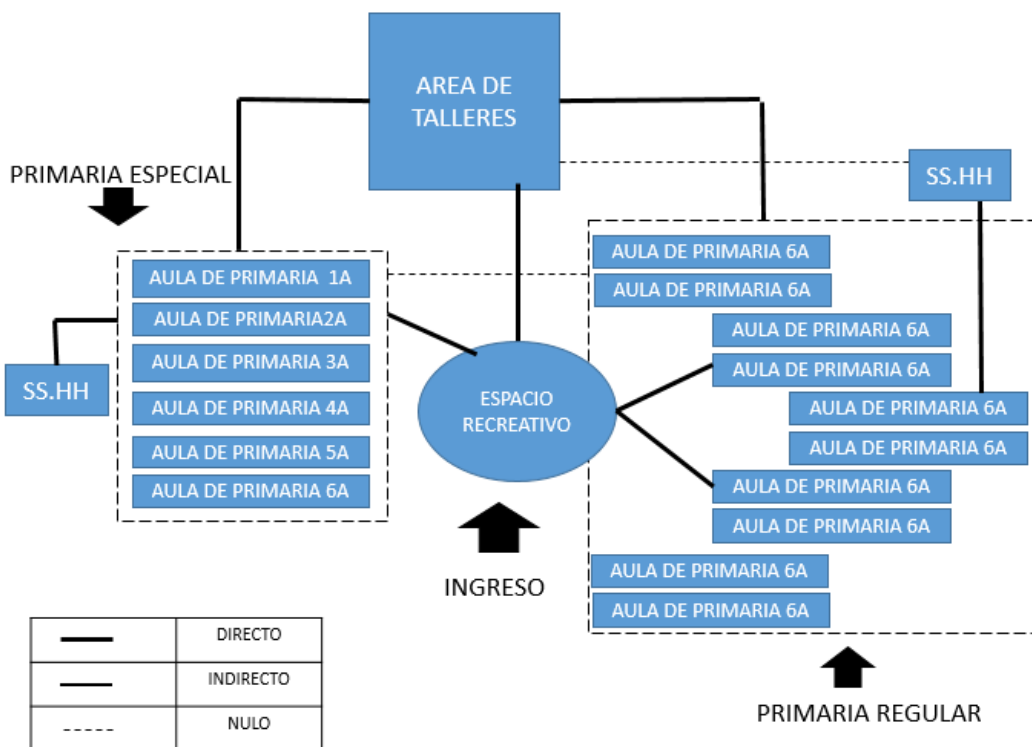 AREA DE
TALLERES
PRIMARIA ESPECIAL
SS.HH
AULA DE PRIMARIA 1A
AULA DE PRIMARIA2A
AULA DE PRIMARIA 3A
AULA DE PRIMARIA 4A
AULA DE PRIMARIA 5A
AULA DE PRIMARIA 6A
SS.HH
ESPACIO
RECREATIVO
INGRESO
AULA DE PRIMARIA 6A
AULA DE PRIMARIA 6A
AULA DE PRIMARIA 6A
AULA DE PRIMARIA 6A
AULA DE PRIMARIA 6A
AULA DE PRIMARIA 6A
AULA DE PRIMARIA 6A
AULA DE PRIMARIA 6A
AULA DE PRIMARIA 6A
AULA DE PRIMARIA 6A
PRIMARIA REGULAR
DIRECTO
INDIRECTO
NULO